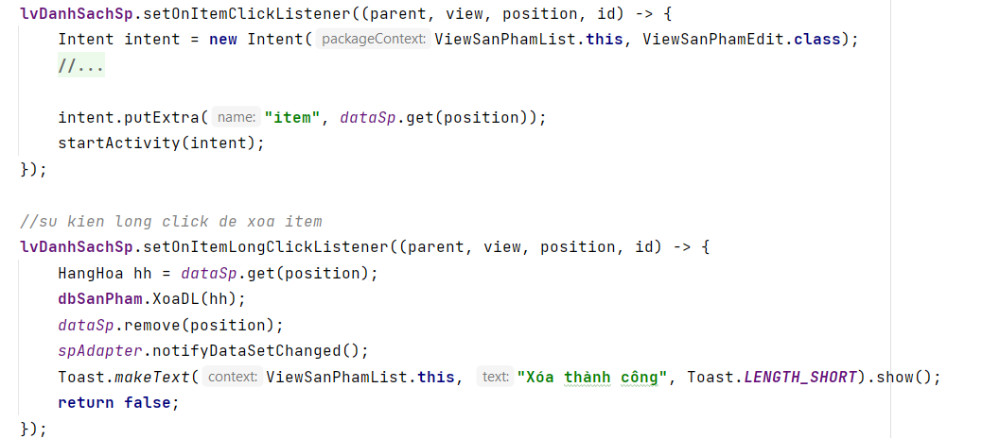 lvDanhSachSp.setOnItemClickListener((parent, view, position, id) -> {
Intent intent = new Intent( packageContext: ViewSanPhamList.this, ViewSanPhamEdit.class);
//...
intent.putExtra( name: "item", dataSp.get(position));
startActivity(intent);
});
//su kien long click de xoa item
lvDanhSachSp.setOnItemLongClickListener((parent, view, position, id) -> {
HangHoa hh = dataSp.get(position);
dbSanPham.XoaDL(hh);
dataSp.remove(position);
spAdapter.notifyDataSetChanged();
Toast.makeText( context: ViewSanPhamList.this, text: "Xóa thành công", Toast.LENGTH_SHORT).show();
return false;
});